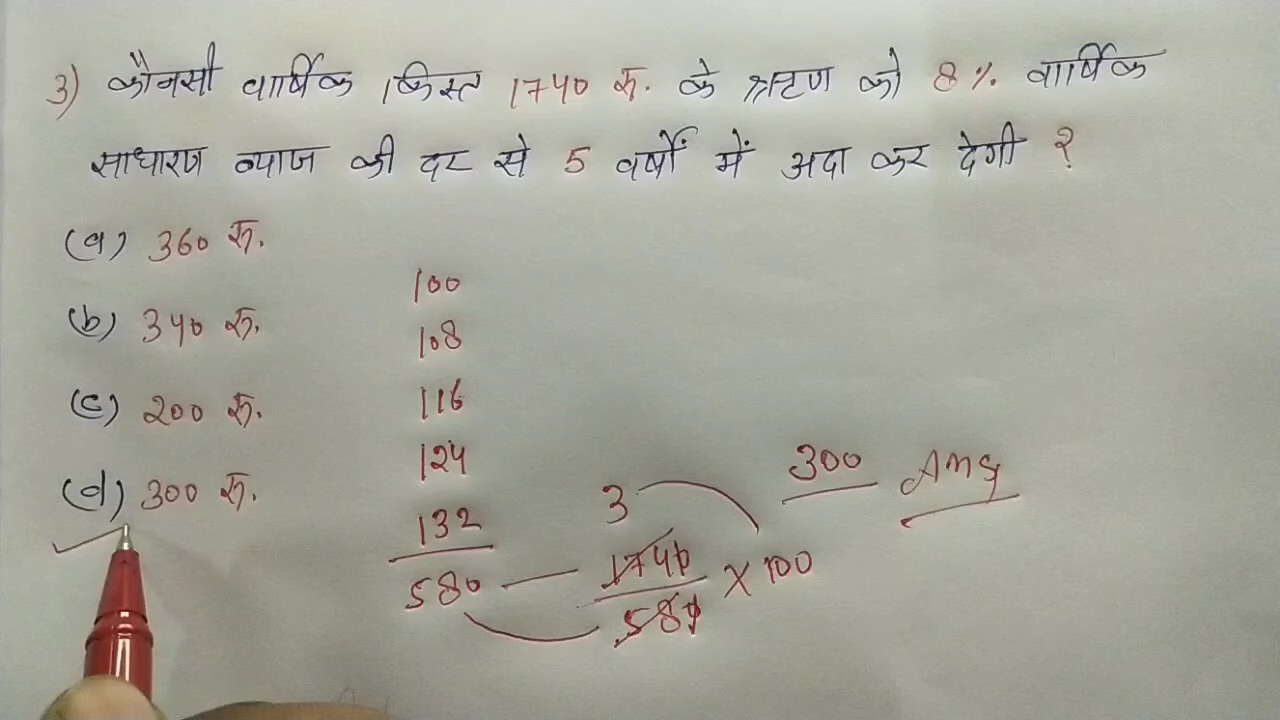 3) कौनसी वार्षिक किस्त 1740 रु. के ऋण को 8% वार्षिक
साधारण ब्याज की दर से 5 वर्षों में अदा कर देगी ?
(a) 360 रु.
(b) 340 रु.
(c) 200 रु.
(d) 300 रु.
100
108
116
124
132
580
3
1740
580
× 100
300 Ans